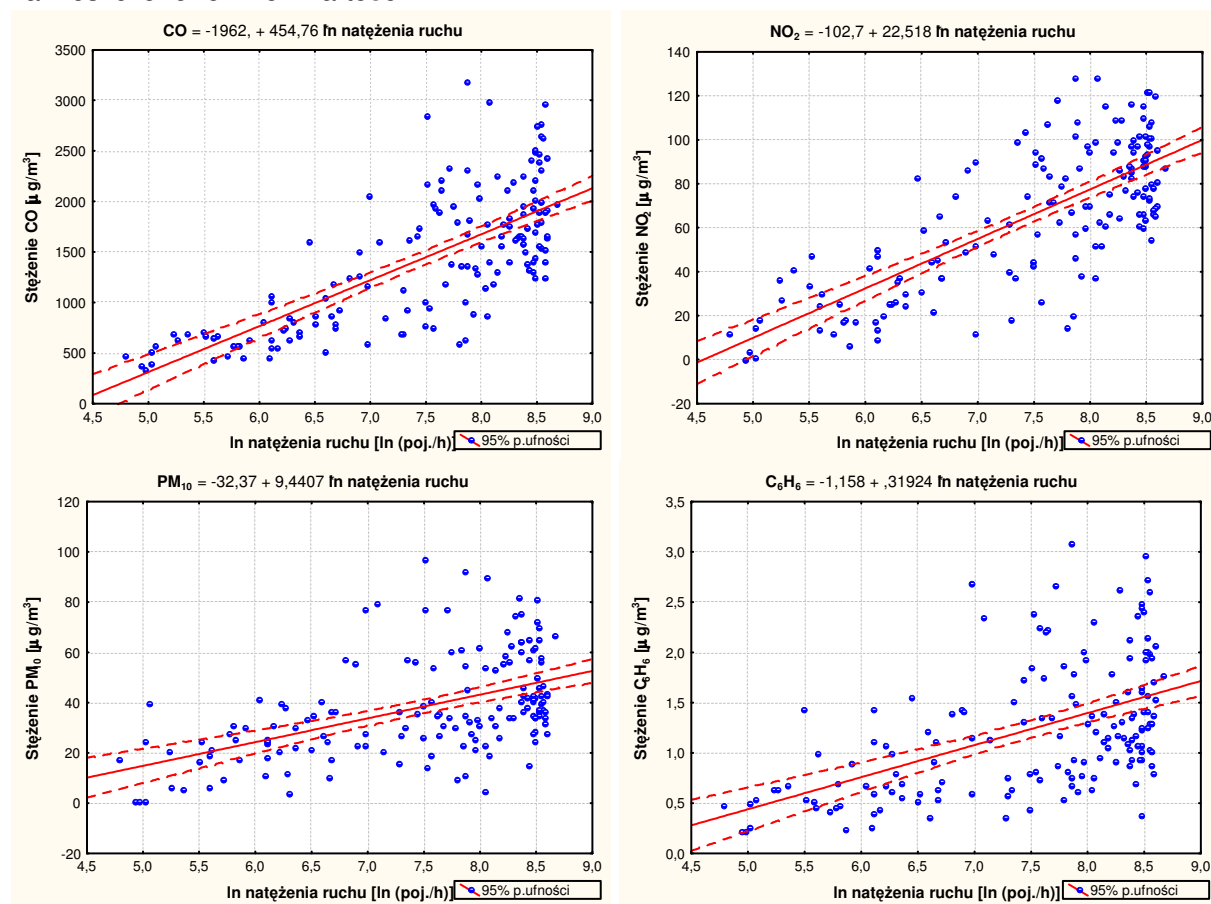 CO = -1962, + 454,76 ln natężenia ruchu
3500
3000
2500
2000
1500
1000
500
0
4,5 5,0 5,5 6,0 6,5 7,0 7,5 8,0 8,5 9,0
Stężenie CO [µ g/m³]
ln natężenia ruchu [ln (poj./h)]
95% p.ufności
NO₂ = -102,7 + 22,518 ln natężenia ruchu
140
120
100
80
60
40
20
0
-20
4,5 5,0 5,5 6,0 6,5 7,0 7,5 8,0 8,5 9,0
Stężenie NO₂ [µ g/m³]
ln natężenia ruchu [ln (poj./h)]
95% p.ufności
PM₁₀ = -32,37 + 9,4407 ln natężenia ruchu
120
100
80
60
40
20
0
-20
4,5 5,0 5,5 6,0 6,5 7,0 7,5 8,0 8,5 9,0
Stężenie PM₁₀ [µ g/m³]
ln natężenia ruchu [ln (poj./h)]
95% p.ufności
C₆H₆ = -1,158 + ,31924 ln natężenia ruchu
3,5
3,0
2,5
2,0
1,5
1,0
0,5
0,0
4,5 5,0 5,5 6,0 6,5 7,0 7,5 8,0 8,5 9,0
Stężenie C₆H₆ [µ g/m³]
ln natężenia ruchu [ln (poj./h)]
95% p.ufności